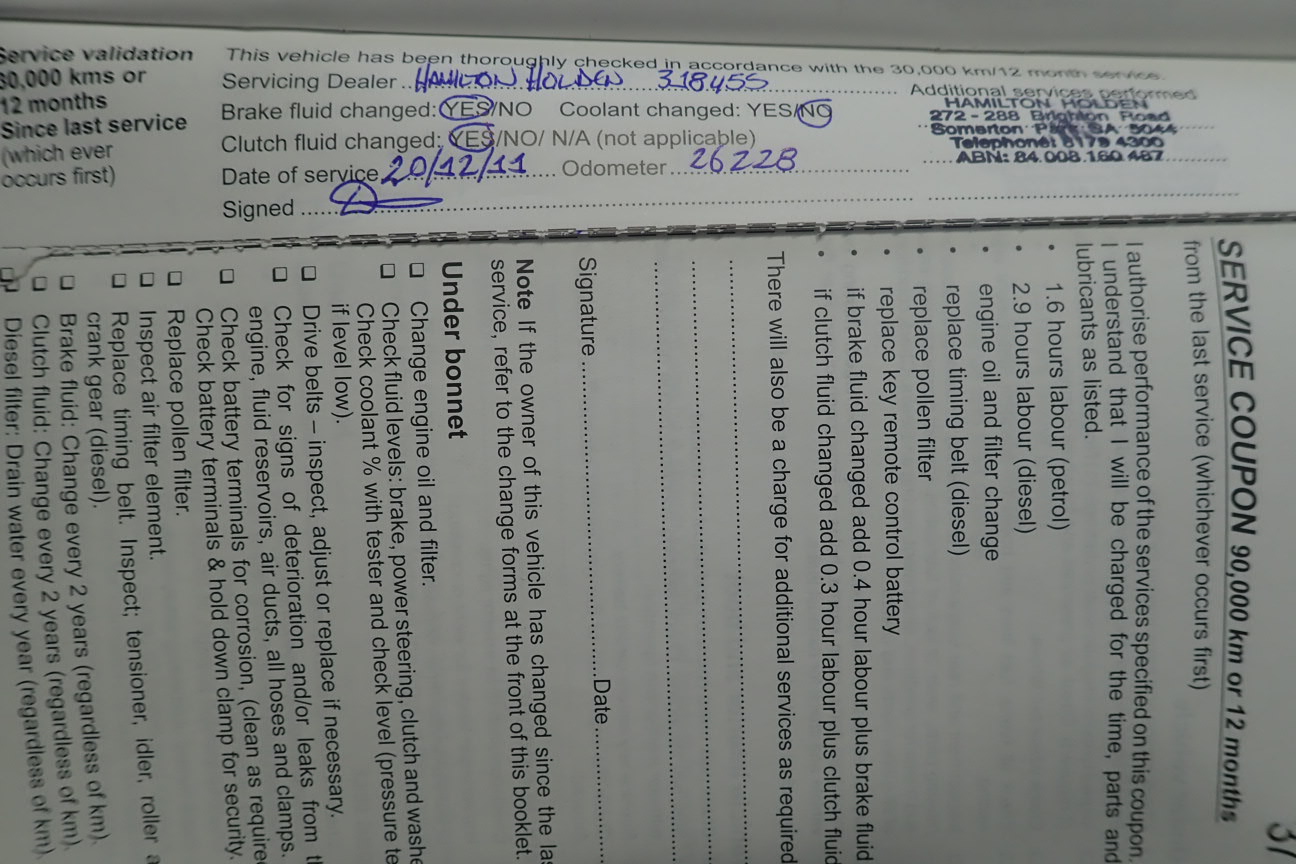 Service validation
30,000 kms or
12 months
Since last service
(which ever
occurs first)
This vehicle has been thoroughly checked in accordance with the 30,000 km/12 month service.
Servicing Dealer .. HAMILTON HOLDEN 318455
Brake fluid changed: YES/NO Coolant changed: YES/NO
Clutch fluid changed: YES/NO/ N/A (not applicable)
Date of service 20/12/11 Odometer 26228
Signed
Additional services performed
HAMILTON HOLDEN
272 - 288 Brighton Road
Somerton Park SA 5044
Telephone: 8179 4300
ABN: 84 008 160 487
SERVICE COUPON 90,000 km or 12 months
from the last service (whichever occurs first)
I authorise performance of the services specified on this coupon
I understand that I will be charged for the time, parts and
lubricants as listed.
• 1.6 hours labour (petrol)
• 2.9 hours labour (diesel)
• engine oil and filter change
• replace timing belt (diesel)
• replace pollen filter
• replace key remote control battery
• if brake fluid changed add 0.4 hour labour plus brake fluid
• if clutch fluid changed add 0.3 hour labour plus clutch fluid
There will also be a charge for additional services as required
Signature Date
Note If the owner of this vehicle has changed since the
service, refer to the change forms at the front of this booklet.
Under bonnet
❑ Change engine oil and filter.
❑ Check fluid levels: brake, power steering, clutch and
Check coolant % with tester and check level (pressure
if level low).
❑ Drive belts – inspect, adjust or replace if necessary.
❑ Check for signs of deterioration and/or leaks from
engine, fluid reservoirs, air ducts, all hoses and clamps.
❑ Check battery terminals for corrosion, (clean as
Check battery terminals & hold down clamp for security.
❑ Replace pollen filter.
❑ Inspect air filter element.
❑ Replace timing belt. Inspect; tensioner, idler, roller
crank gear (diesel).
❑ Brake fluid: Change every 2 years (regardless of km).
❑ Clutch fluid: Change every 2 years (regardless of km).
❑ Diesel filter: Drain water every year (regardless of km).